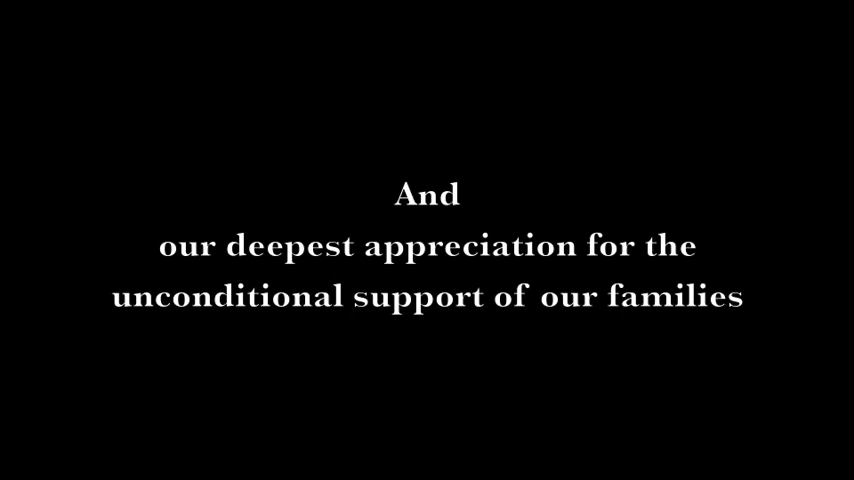 And
our deepest appreciation for the
unconditional support of our families